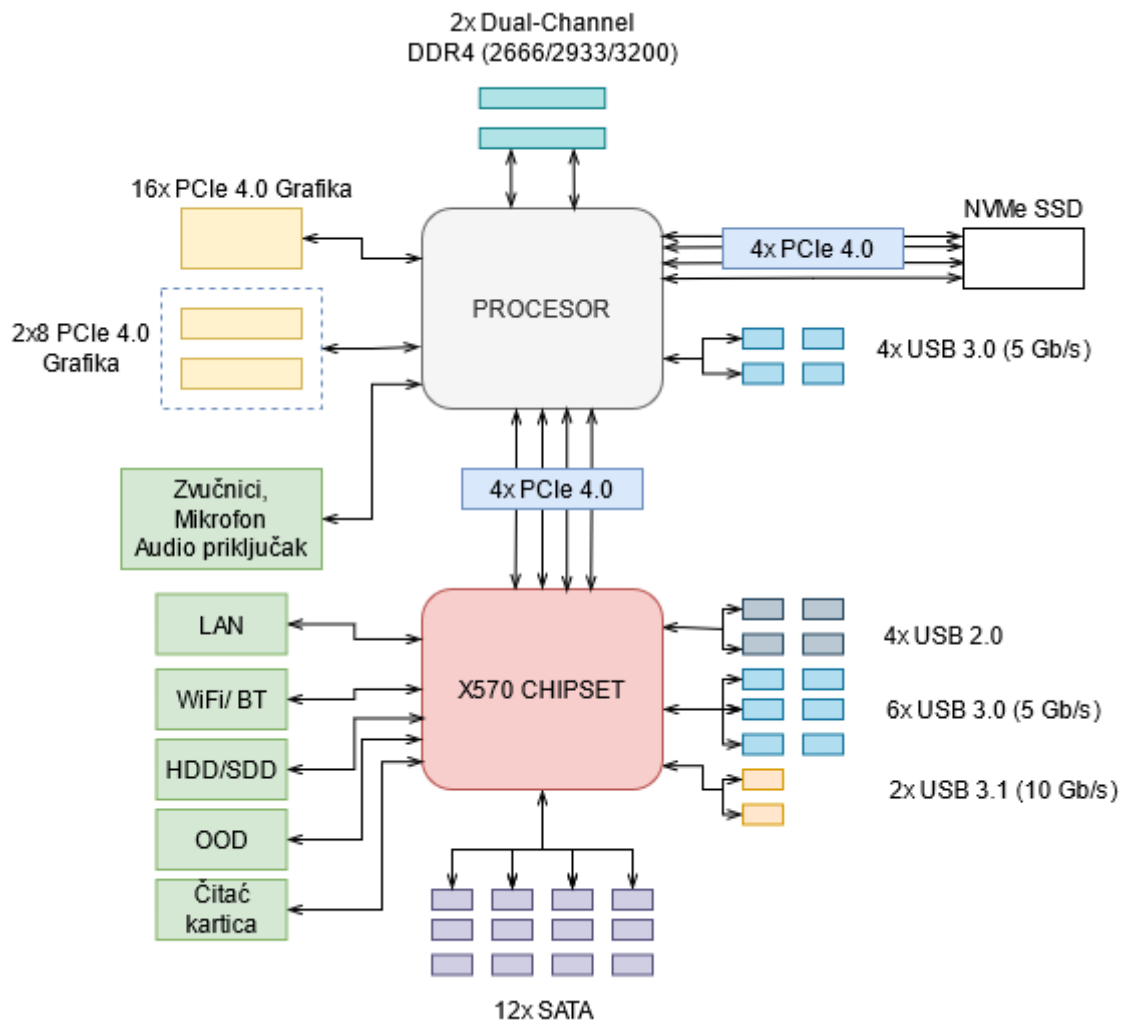 2x Dual-Channel
DDR4 (2666/2933/3200)
16x PCIe 4.0 Grafika
NVMe SSD
4x PCIe 4.0
PROCESOR
2x8 PCIe 4.0
Grafika
4x USB 3.0 (5 Gb/s)
4x PCIe 4.0
Zvučnici,
Mikrofon
Audio priključak
LAN
4x USB 2.0
X570 CHIPSET
WiFi/ BT
6x USB 3.0 (5 Gb/s)
HDD/SDD
2x USB 3.1 (10 Gb/s)
OOD
Čitać
kartica
12x SATA